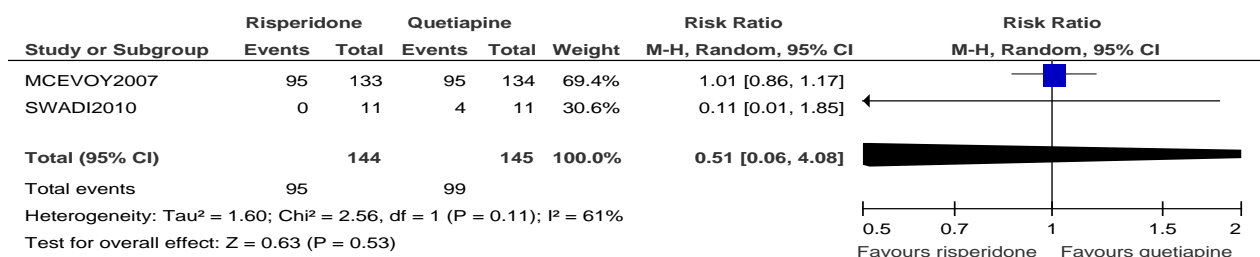 Risperidone Quetiapine Risk Ratio Risk Ratio
Study or Subgroup Events Total Events Total Weight M-H, Random, 95% CI M-H, Random, 95% CI
MCEVOY2007 95 133 95 134 69.4% 1.01 [0.86, 1.17]
SWADI2010 0 11 4 11 30.6% 0.11 [0.01, 1.85]
Total (95% CI) 144 145 100.0% 0.51 [0.06, 4.08]
Total events 95 99
Heterogeneity: Tau² = 1.60; Chi² = 2.56, df = 1 (P = 0.11); I² = 61%
Test for overall effect: Z = 0.63 (P = 0.53)
0.5 0.7 1 1.5 2
Favours risperidone Favours quetiapine